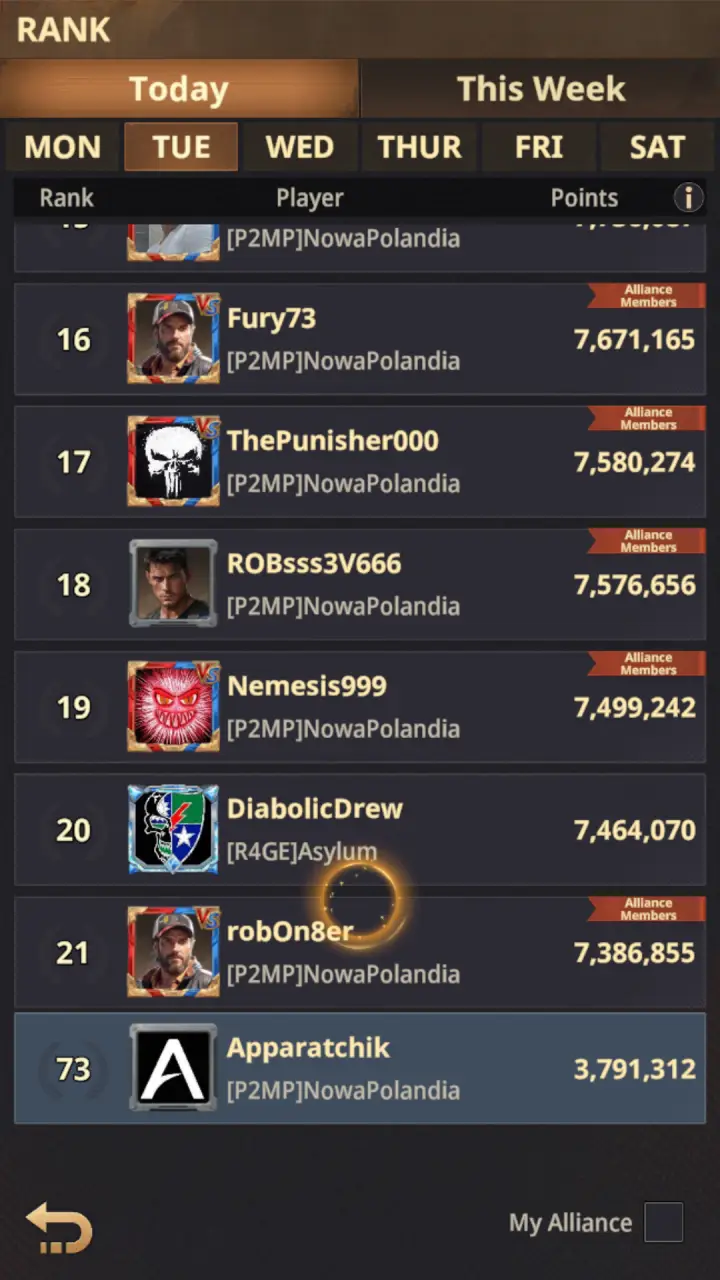 RANK
Today
This Week
MON
TUE
WED
THUR
FRI
SAT
Rank
Player
Points
[P2MP]NowaPolandia
Alliance
Members
16
Fury73
7,671,165
[P2MP]NowaPolandia
Alliance
Members
17
ThePunisher000
7,580,274
[P2MP]NowaPolandia
Alliance
Members
18
ROBsss3V666
7,576,656
[P2MP]NowaPolandia
Alliance
Members
19
Nemesis999
7,499,242
[P2MP]NowaPolandia
20
DiabolicDrew
7,464,070
[R4GE]Asylum
Alliance
Members
21
robOn8er
7,386,855
[P2MP]NowaPolandia
73
Apparatchik
3,791,312
[P2MP]NowaPolandia
My Alliance